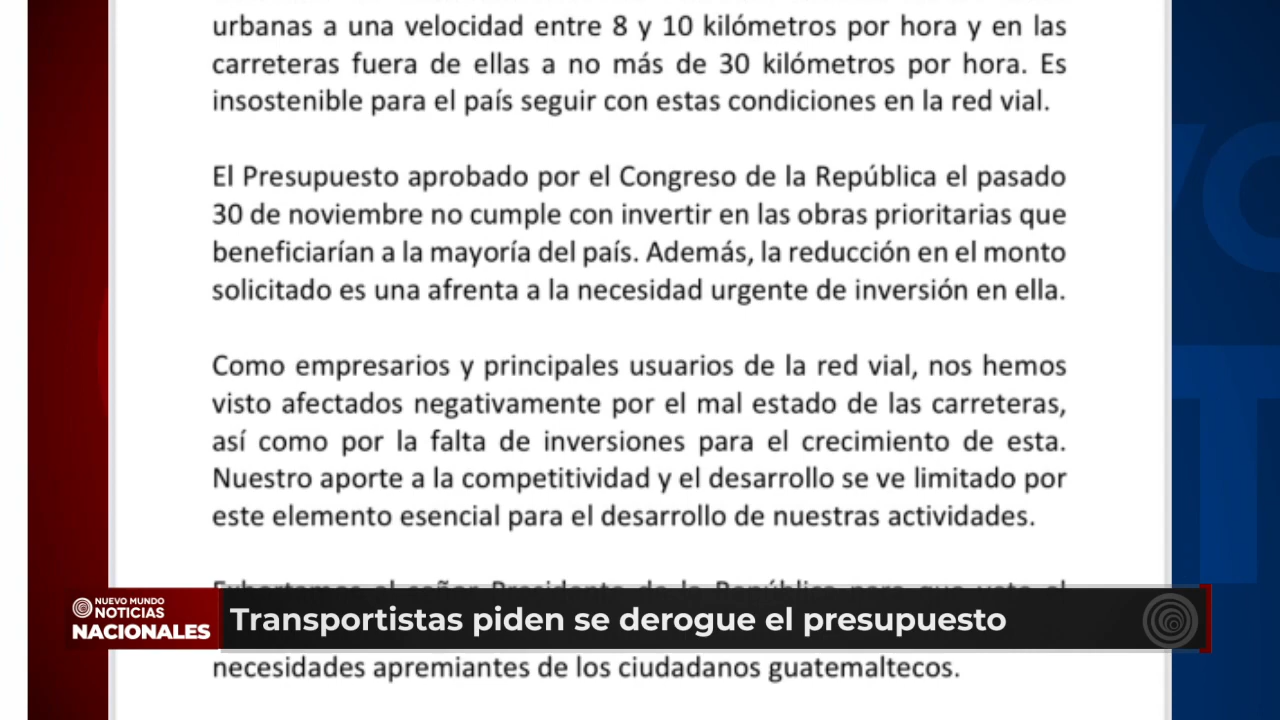 urbanas a una velocidad entre 8 y 10 kilómetros por hora y en las
carreteras fuera de ellas a no más de 30 kilómetros por hora. Es
insostenible para el país seguir con estas condiciones en la red vial.
El Presupuesto aprobado por el Congreso de la República el pasado
30 de noviembre no cumple con invertir en las obras prioritarias que
beneficiarían a la mayoría del país. Además, la reducción en el monto
solicitado es una afrenta a la necesidad urgente de inversión en ella.
Como empresarios y principales usuarios de la red vial, nos hemos
visto afectados negativamente por el mal estado de las carreteras,
así como por la falta de inversiones para el crecimiento de esta.
Nuestro aporte a la competitividad y el desarrollo se ve limitado por
este elemento esencial para el desarrollo de nuestras actividades.
NUEVO MUNDO
NOTICIAS
NACIONALES
Transportistas piden se derogue el presupuesto
necesidades apremiantes de los ciudadanos guatemaltecos.